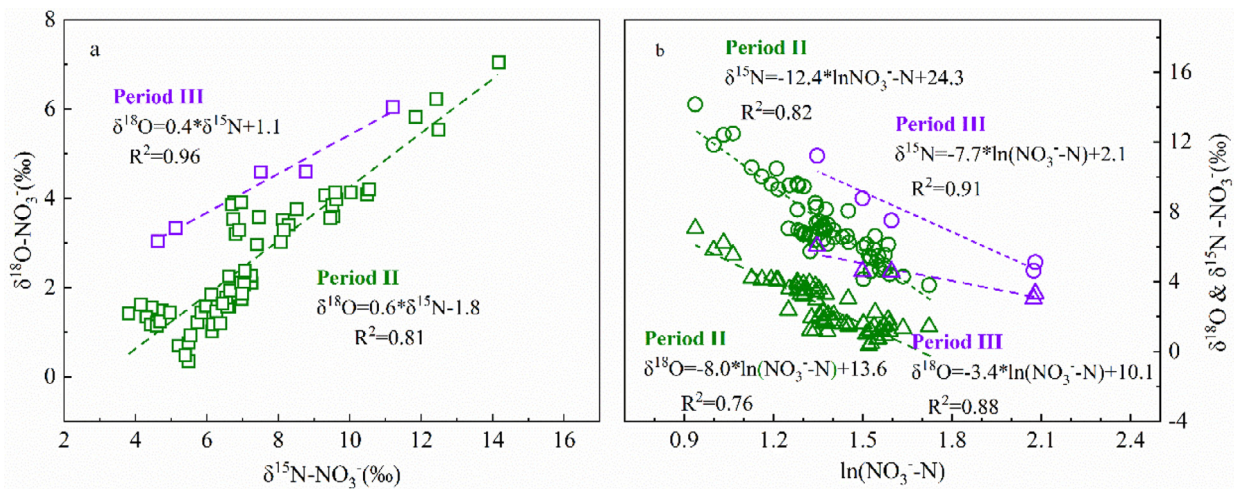 a
Period III
δ¹⁸O=0.4*δ¹⁵N+1.1
R²=0.96
Period II
δ¹⁸O=0.6*δ¹⁵N-1.8
R²=0.81
8
6
4
2
0
δ¹⁸O-NO₃⁻(‰)
2 4 6 8 10 12 14 16
δ¹⁵N-NO₃⁻(‰)
b
Period II
δ¹⁵N=-12.4*lnNO₃⁻-N+24.3
R²=0.82
Period III
δ¹⁵N=-7.7*ln(NO₃⁻-N)+2.1
R²=0.91
Period II
δ¹⁸O=-8.0*ln(NO₃⁻-N)+13.6
R²=0.76
Period III
δ¹⁸O=-3.4*ln(NO₃⁻-N)+10.1
R²=0.88
16
12
8
4
0
-4
δ¹⁸O & δ¹⁵N -NO₃⁻(‰)
0.9 1.2 1.5 1.8 2.1 2.4
ln(NO₃⁻-N)